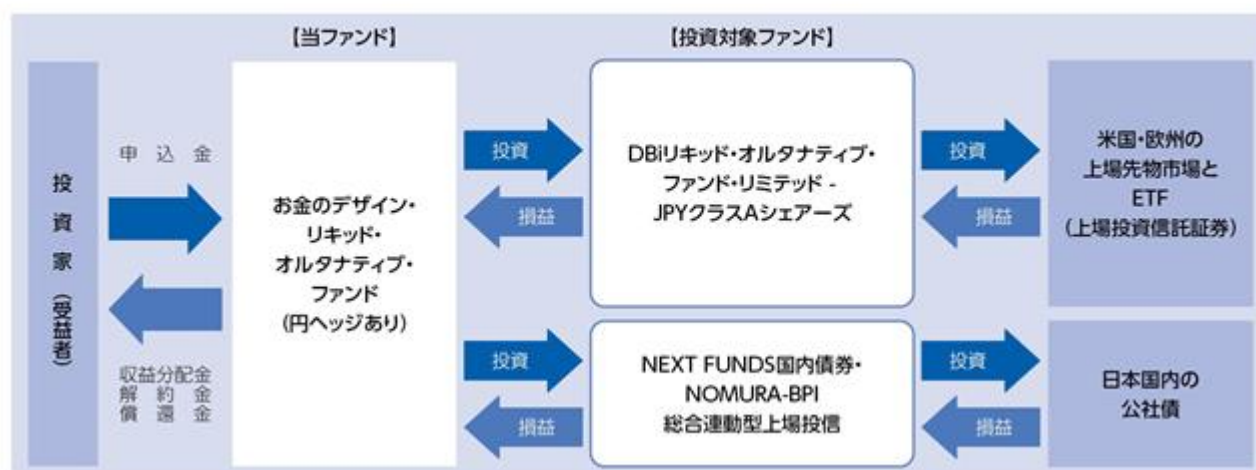 【当ファンド】
【投資対象ファンド】
投資家（受益者）
申込金
収益分配金
解約金
償還金
お金のデザイン・
リキッド・
オルタナティブ・
ファンド
(円ヘッジあり)
投資
損益
DBiリキッド・オルタナティブ・
ファンド・リミテッド -
JPYクラスAシェアーズ
投資
損益
米国・欧州の
上場先物市場と
ETF
(上場投資信託証券)
投資
損益
NEXT FUNDS国内債券・
NOMURA-BPI
総合連動型上場投信
投資
損益
日本国内の
公社債